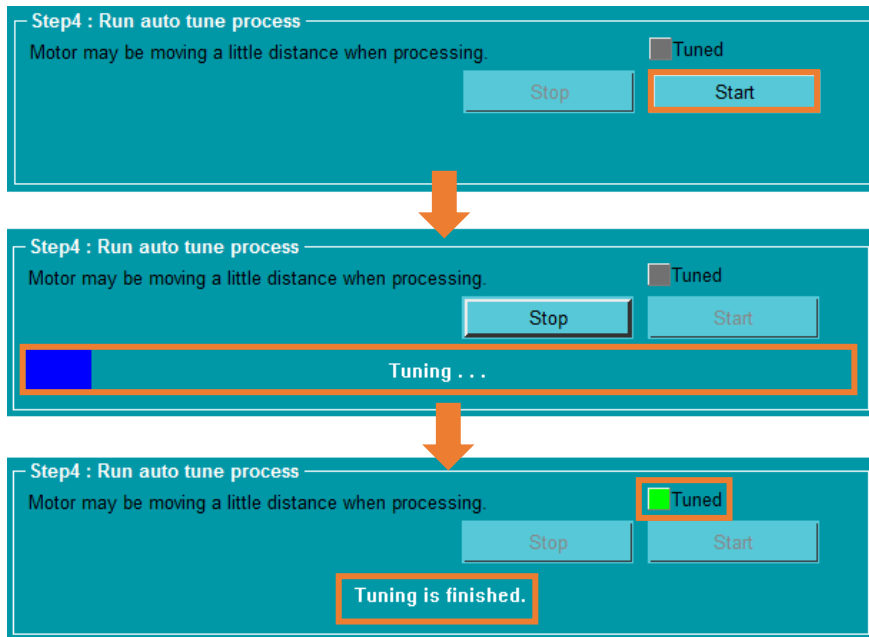 Step4 : Run auto tune process
Motor may be moving a little distance when processing.
Tuned
Stop
Start
Step4 : Run auto tune process
Motor may be moving a little distance when processing.
Tuned
Stop
Start
Tuning . . .
Step4 : Run auto tune process
Motor may be moving a little distance when processing.
Tuned
Stop
Start
Tuning is finished.